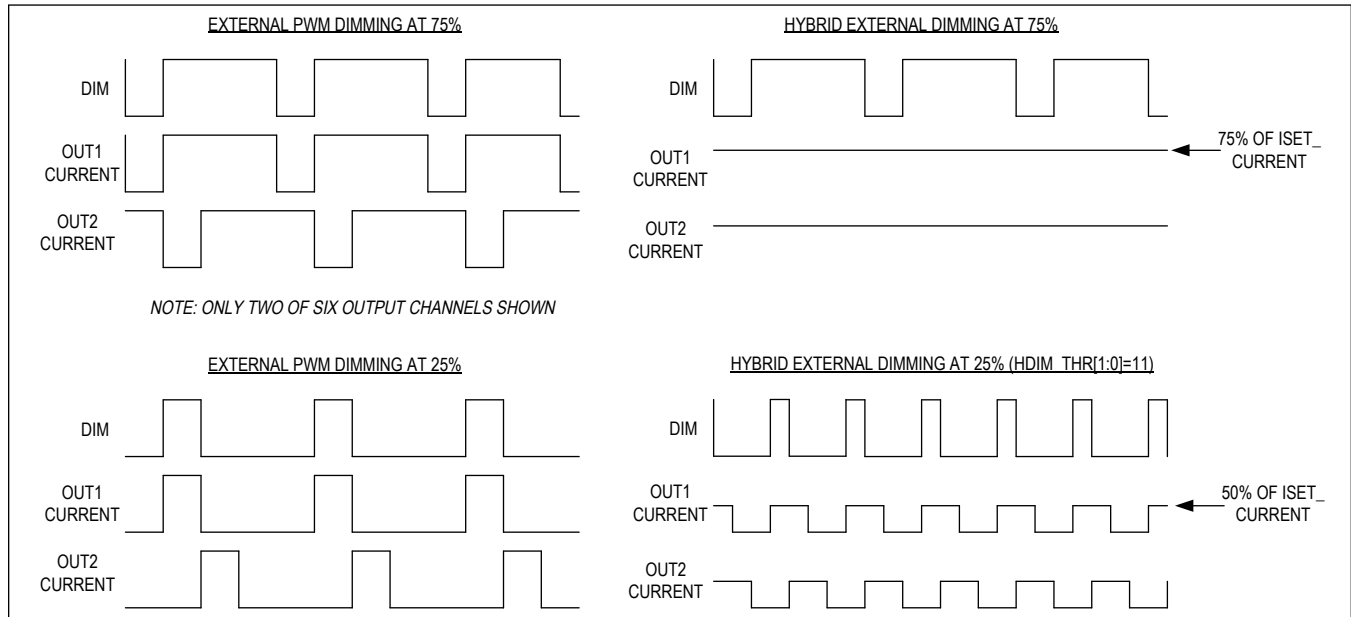 EXTERNAL PWM DIMMING AT 75%
DIM
OUT1
CURRENT
OUT2
CURRENT
NOTE: ONLY TWO OF SIX OUTPUT CHANNELS SHOWN
HYBRID EXTERNAL DIMMING AT 75%
DIM
OUT1
CURRENT
75% OF ISET_
CURRENT
OUT2
CURRENT
EXTERNAL PWM DIMMING AT 25%
DIM
OUT1
CURRENT
OUT2
CURRENT
HYBRID EXTERNAL DIMMING AT 25% (HDIM_THR[1:0]=11)
DIM
OUT1
CURRENT
50% OF ISET_
CURRENT
OUT2
CURRENT